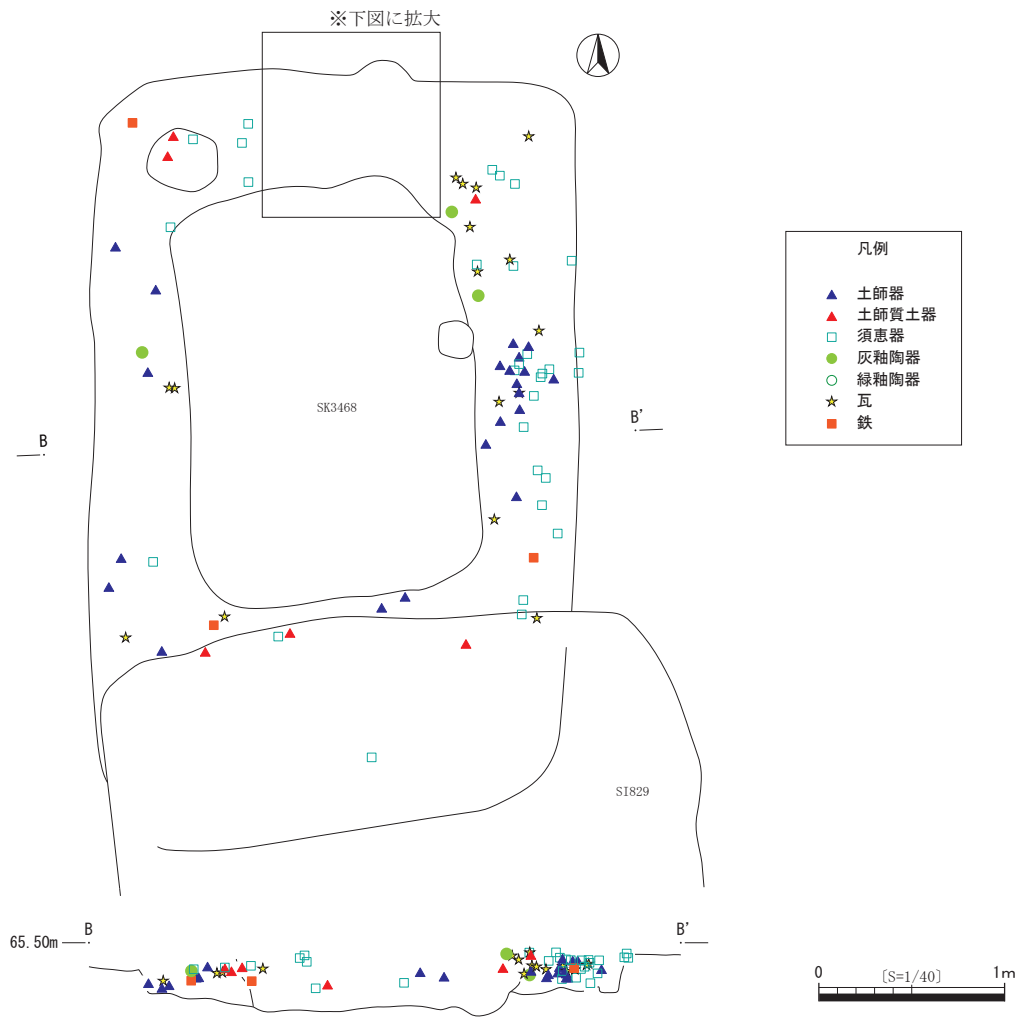 ※下図に拡大
凡例
土師器
土師質土器
須恵器
灰釉陶器
緑釉陶器
瓦
鉄
SK3468
B
B'
SI829
B
B'
65.50m
0
[S=1/40]
1m